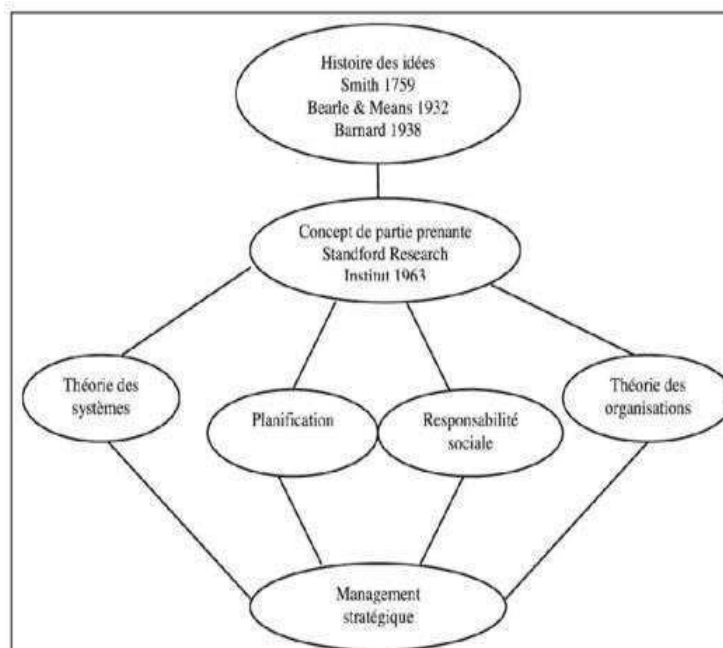 Histoire des idées
Smith 1759
Bearle & Means 1932
Barnard 1938
Concept de partie prenante
Standford Research
Institut 1963
Théorie des
systèmes
Planification
Responsabilité
sociale
Théorie des
organisations
Management
stratégique